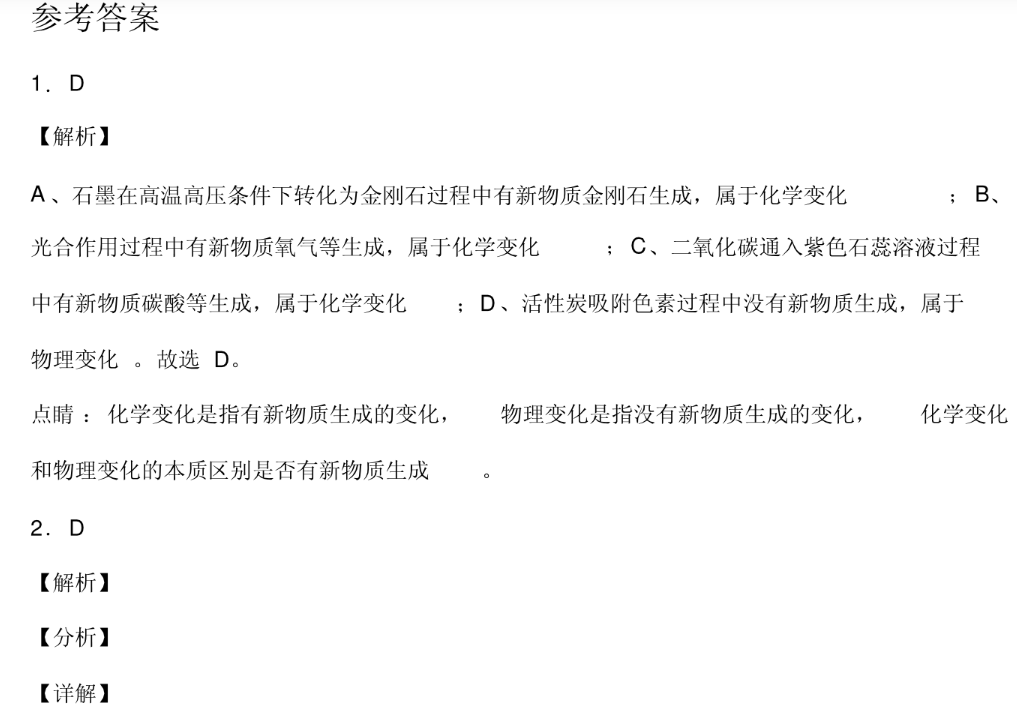 参考答案
1. D
【解析】
A、石墨在高温高压条件下转化为金刚石过程中有新物质金刚石生成，属于化学变化 ；B、
光合作用过程中有新物质氧气等生成，属于化学变化 ；C、二氧化碳通入紫色石蕊溶液过程
中有新物质碳酸等生成，属于化学变化 ；D、活性炭吸附色素过程中没有新物质生成，属于
物理变化 。故选 D。
点睛 ：化学变化是指有新物质生成的变化， 物理变化是指没有新物质生成的变化， 化学变化
和物理变化的本质区别是否有新物质生成 。
2. D
【解析】
【分析】
【详解】